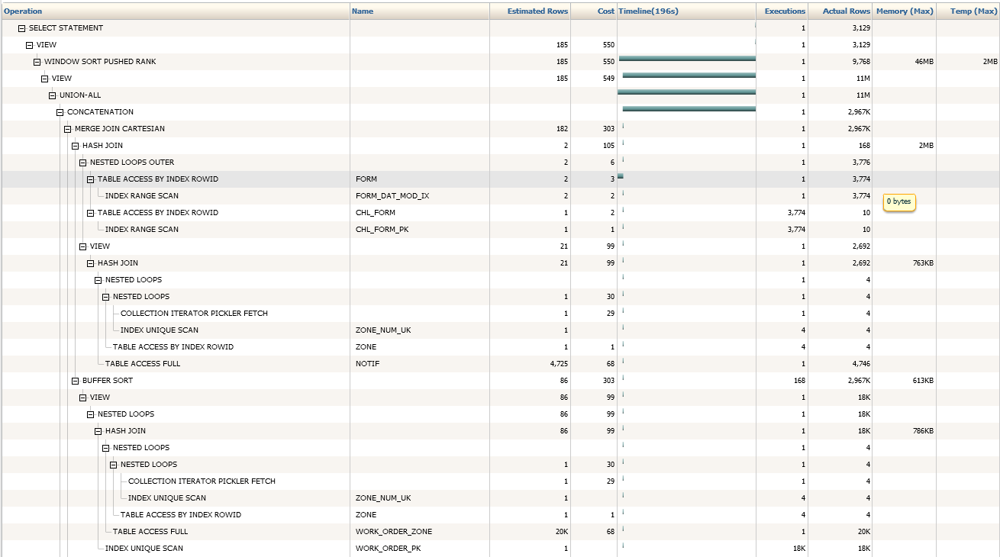 Operation Name Estimated Rows Cost Timeline(196s) Executions Actual Rows Memory (Max) Temp (Max)
SELECT STATEMENT 1 3,129
VIEW 185 550 1 3,129
WINDOW SORT PUSHED RANK 185 550 1 9,768 46MB 2MB
VIEW 185 549 1 11M
UNION-ALL 1 11M
CONCATENATION 1 2,967K
MERGE JOIN CARTESIAN 182 303 1 2,967K
HASH JOIN 2 105 1 168 2MB
NESTED LOOPS OUTER 2 6 1 3,776
TABLE ACCESS BY INDEX ROWID FORM 2 3 1 3,774
INDEX RANGE SCAN FORM_DAT_MOD_IX 2 2 1 3,774
0 bytes
TABLE ACCESS BY INDEX ROWID CHL_FORM 1 2 3,774 10
INDEX RANGE SCAN CHL_FORM_PK 1 1 3,774 10
VIEW 21 99 1 2,692
HASH JOIN 21 99 1 2,692 763KB
NESTED LOOPS 1 4
NESTED LOOPS 1 30 1 4
COLLECTION ITERATOR PICKLER FETCH 1 29 1 4
INDEX UNIQUE SCAN ZONE_NUM_UK 1 4 4
TABLE ACCESS BY INDEX ROWID ZONE 1 1 4 4
TABLE ACCESS FULL NOTIF 4,725 68 1 4,746
BUFFER SORT 86 303 168 2,967K 613KB
VIEW 86 99 1 18K
NESTED LOOPS 86 99 1 18K
HASH JOIN 86 99 1 18K 786KB
NESTED LOOPS 1 4
NESTED LOOPS 1 30 1 4
COLLECTION ITERATOR PICKLER FETCH 1 29 1 4
INDEX UNIQUE SCAN ZONE_NUM_UK 1 4 4
TABLE ACCESS BY INDEX ROWID ZONE 1 1 4 4
TABLE ACCESS FULL WORK_ORDER_ZONE 20K 68 1 20K
INDEX UNIQUE SCAN WORK_ORDER_PK 1 18K 18K